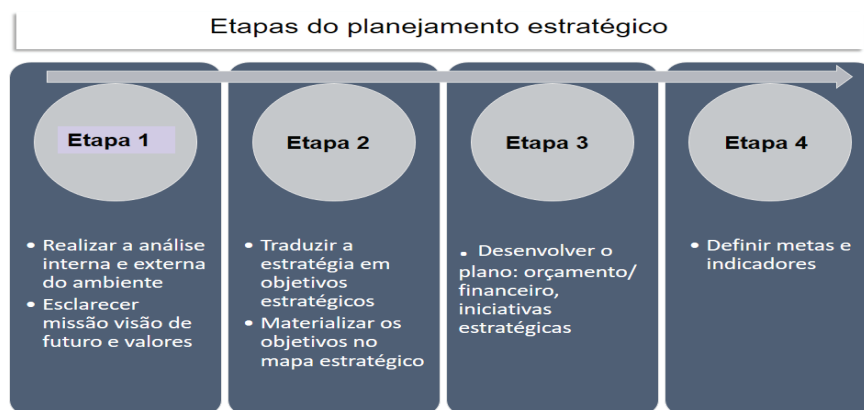 Etapas do planejamento estratégico
Etapa 1
• Realizar a análise
interna e externa
do ambiente
• Esclarecer
missão visão de
futuro e valores
Etapa 2
• Traduzir a
estratégia em
objetivos
estratégicos
• Materializar os
objetivos no
mapa estratégico
Etapa 3
. Desenvolver o
plano: orçamento/
financeiro,
iniciativas
estratégicas
Etapa 4
• Definir metas e
indicadores